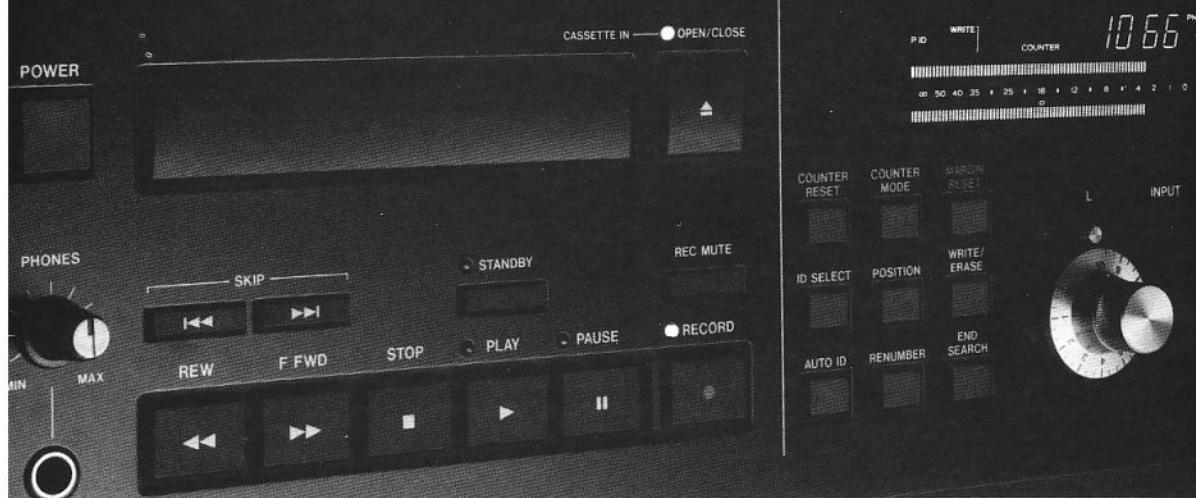 POWER
CASSETTE IN
OPEN/CLOSE
P ID
WRITE
COUNTER
1066
∞ 50 40 35 • 25 • 18 • 12 • 8 • 4 2 1 0
COUNTER RESET
COUNTER MODE
MARGIN RESET
L
INPUT
PHONES
MIN
MAX
SKIP
STANDBY
REC MUTE
ID SELECT
POSITION
WRITE/
ERASE
REW
F FWD
STOP
PLAY
PAUSE
RECORD
AUTO ID
RENUMBER
END
SEARCH